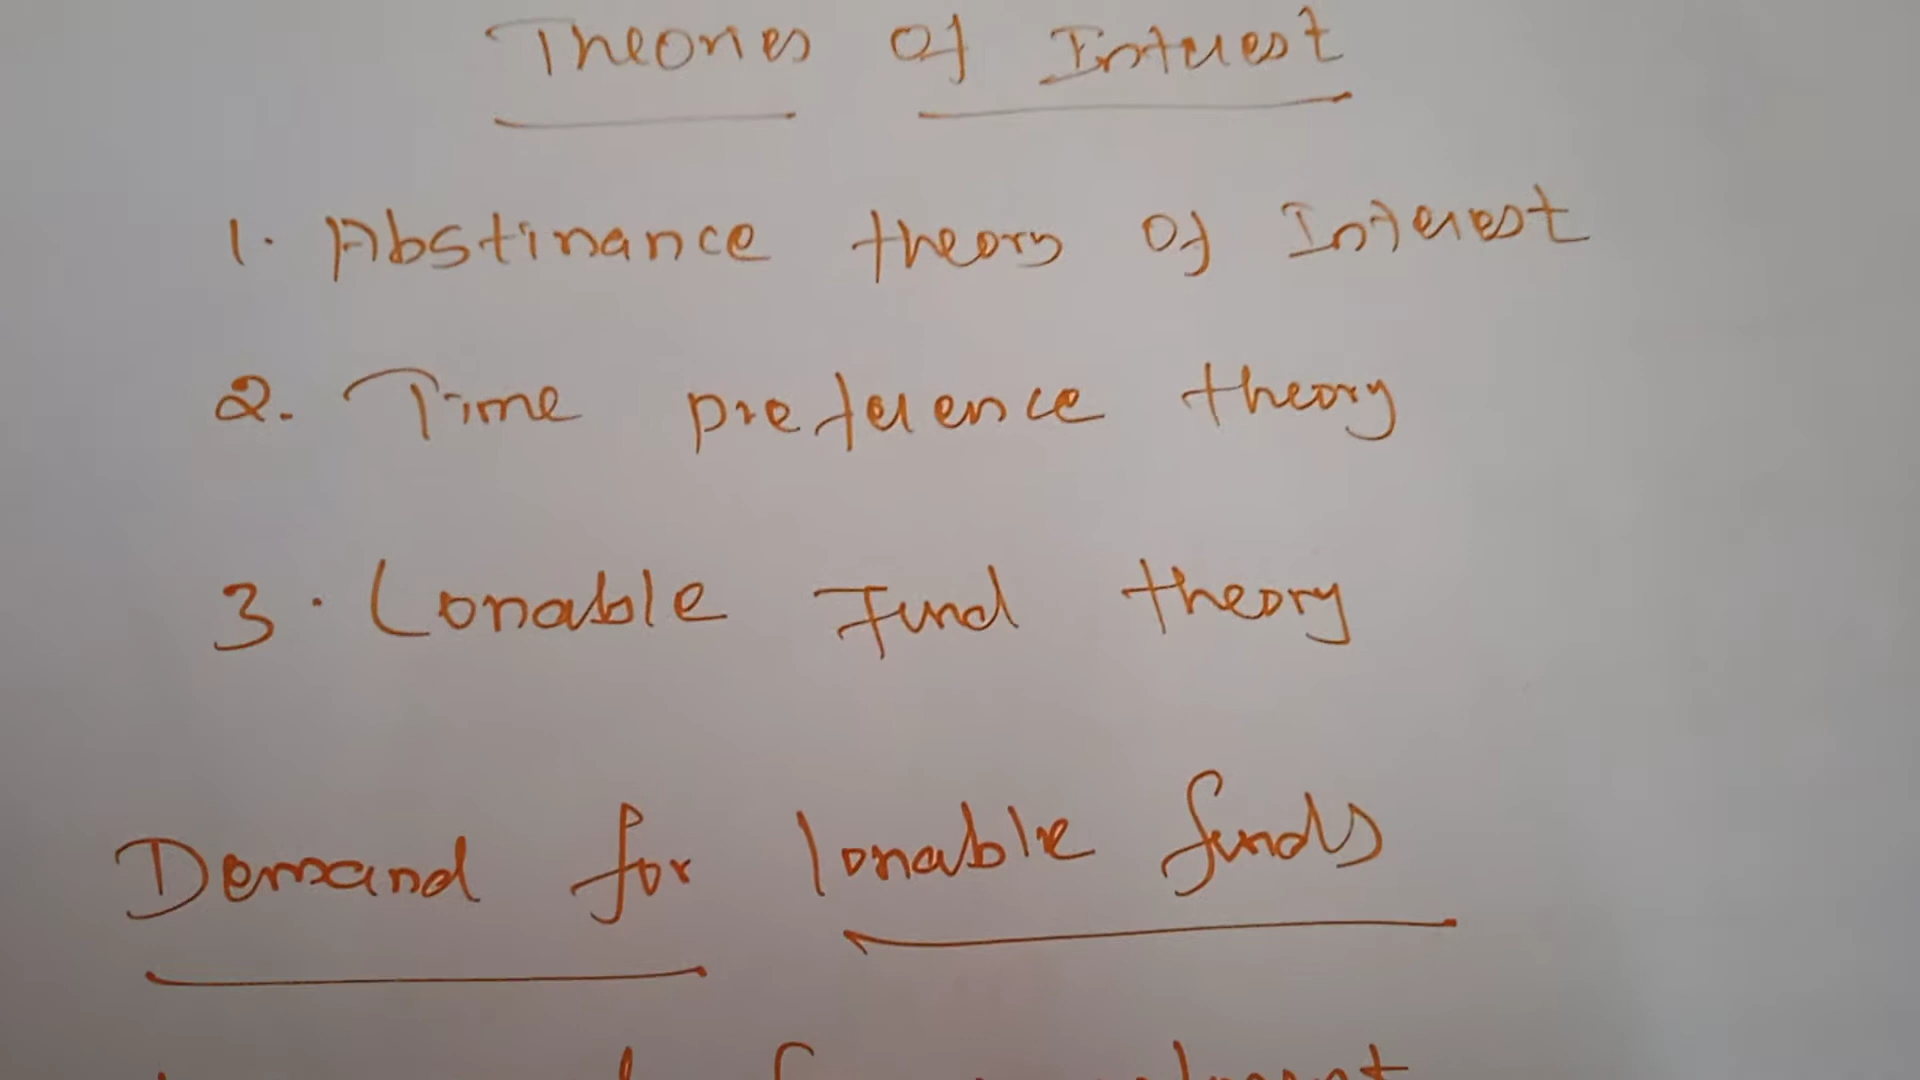 Theories of Interest
1. Abstinance theory of Interest
2. Time preference theory
3. Lonable Fund theory
Demand for lonable funds